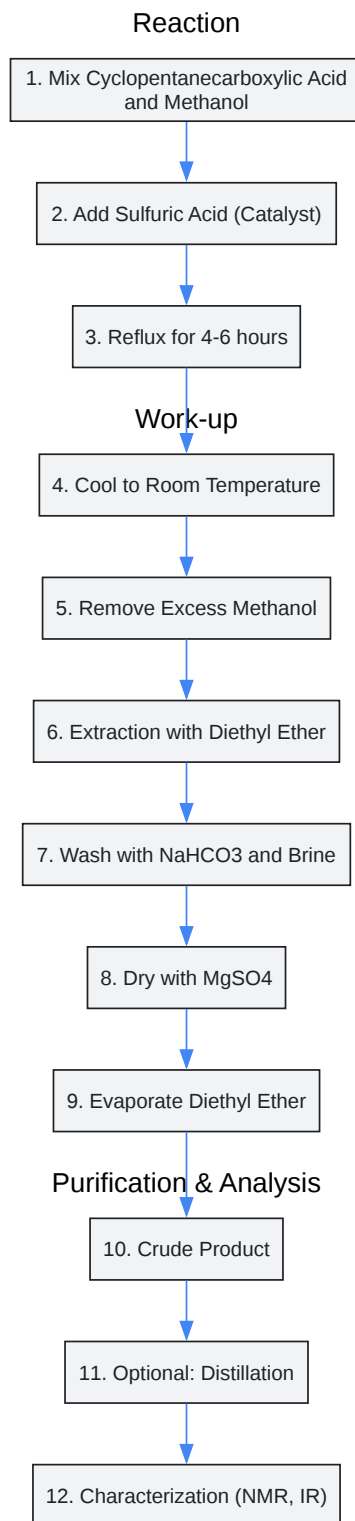 Reaction
1. Mix Cyclopentanecarboxylic Acid
and Methanol
2. Add Sulfuric Acid (Catalyst)
3. Reflux for 4-6 hours
Work-up
4. Cool to Room Temperature
5. Remove Excess Methanol
6. Extraction with Diethyl Ether
7. Wash with NaHCO3 and Brine
8. Dry with MgSO4
9. Evaporate Diethyl Ether
Purification & Analysis
10. Crude Product
11. Optional: Distillation
12. Characterization (NMR, IR)